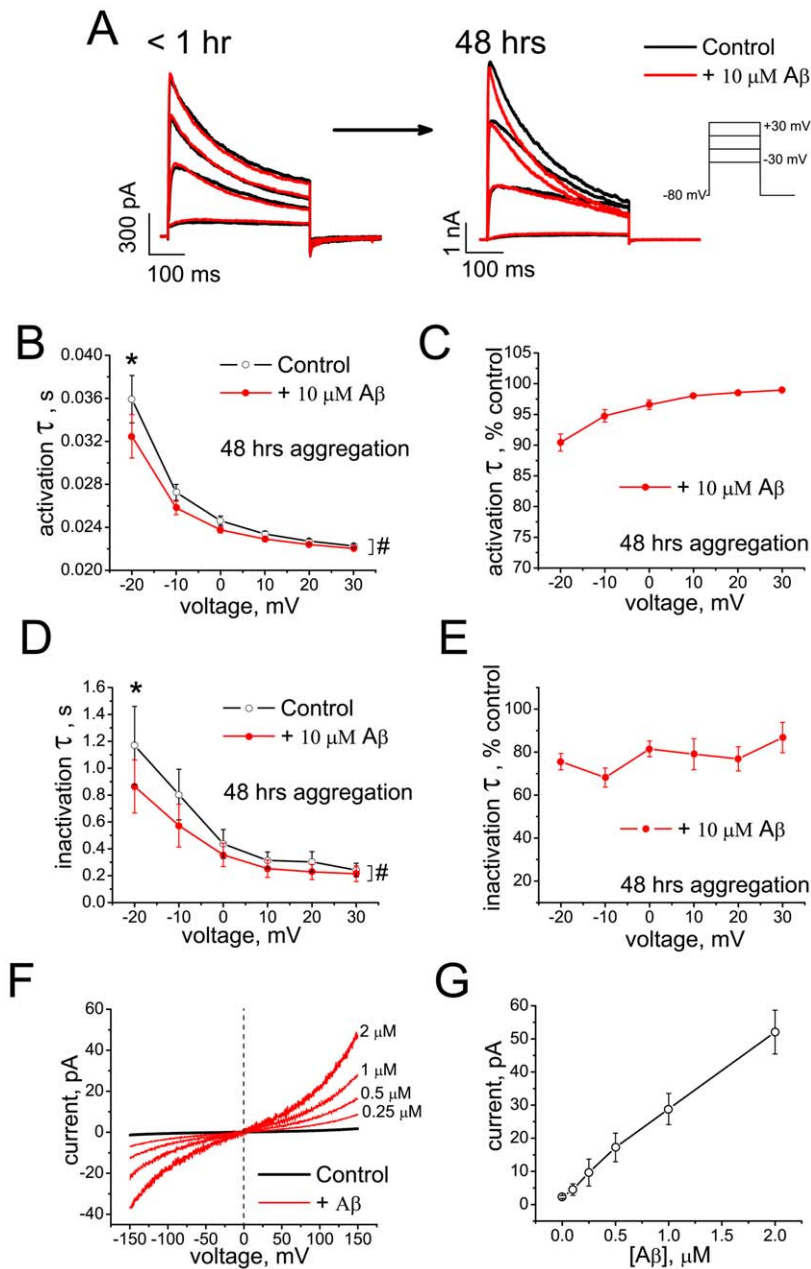 A
< 1 hr
48 hrs
Control
+ 10 μM Aβ
300 pA
100 ms
1 nA
100 ms
+30 mV
-30 mV
-80 mV
B
activation τ , s
0.040
0.036
0.032
0.028
0.024
0.020
*
Control
+ 10 μM Aβ
48 hrs aggregation
#
-20 -10 0 10 20 30
voltage, mV
C
activation τ , % control
105
100
95
90
85
80
75
70
+ 10 μM Aβ
48 hrs aggregation
-20 -10 0 10 20 30
voltage, mV
D
inactivation τ , s
1.6
1.4
1.2
1.0
0.8
0.6
0.4
0.2
0.0
*
Control
+ 10 μM Aβ
48 hrs aggregation
#
-20 -10 0 10 20 30
voltage, mV
E
inactivation τ , % control
100
80
60
40
20
+ 10 μM Aβ
48 hrs aggregation
-20 -10 0 10 20 30
voltage, mV
F
current, pA
60
40
20
0
-20
-40
2 μM
1 μM
0.5 μM
0.25 μM
Control
+ Aβ
-150 -100 -50 0 50 100 150
voltage, mV
G
current, pA
60
50
40
30
20
10
0
0.0 0.5 1.0 1.5 2.0
[Aβ], μM